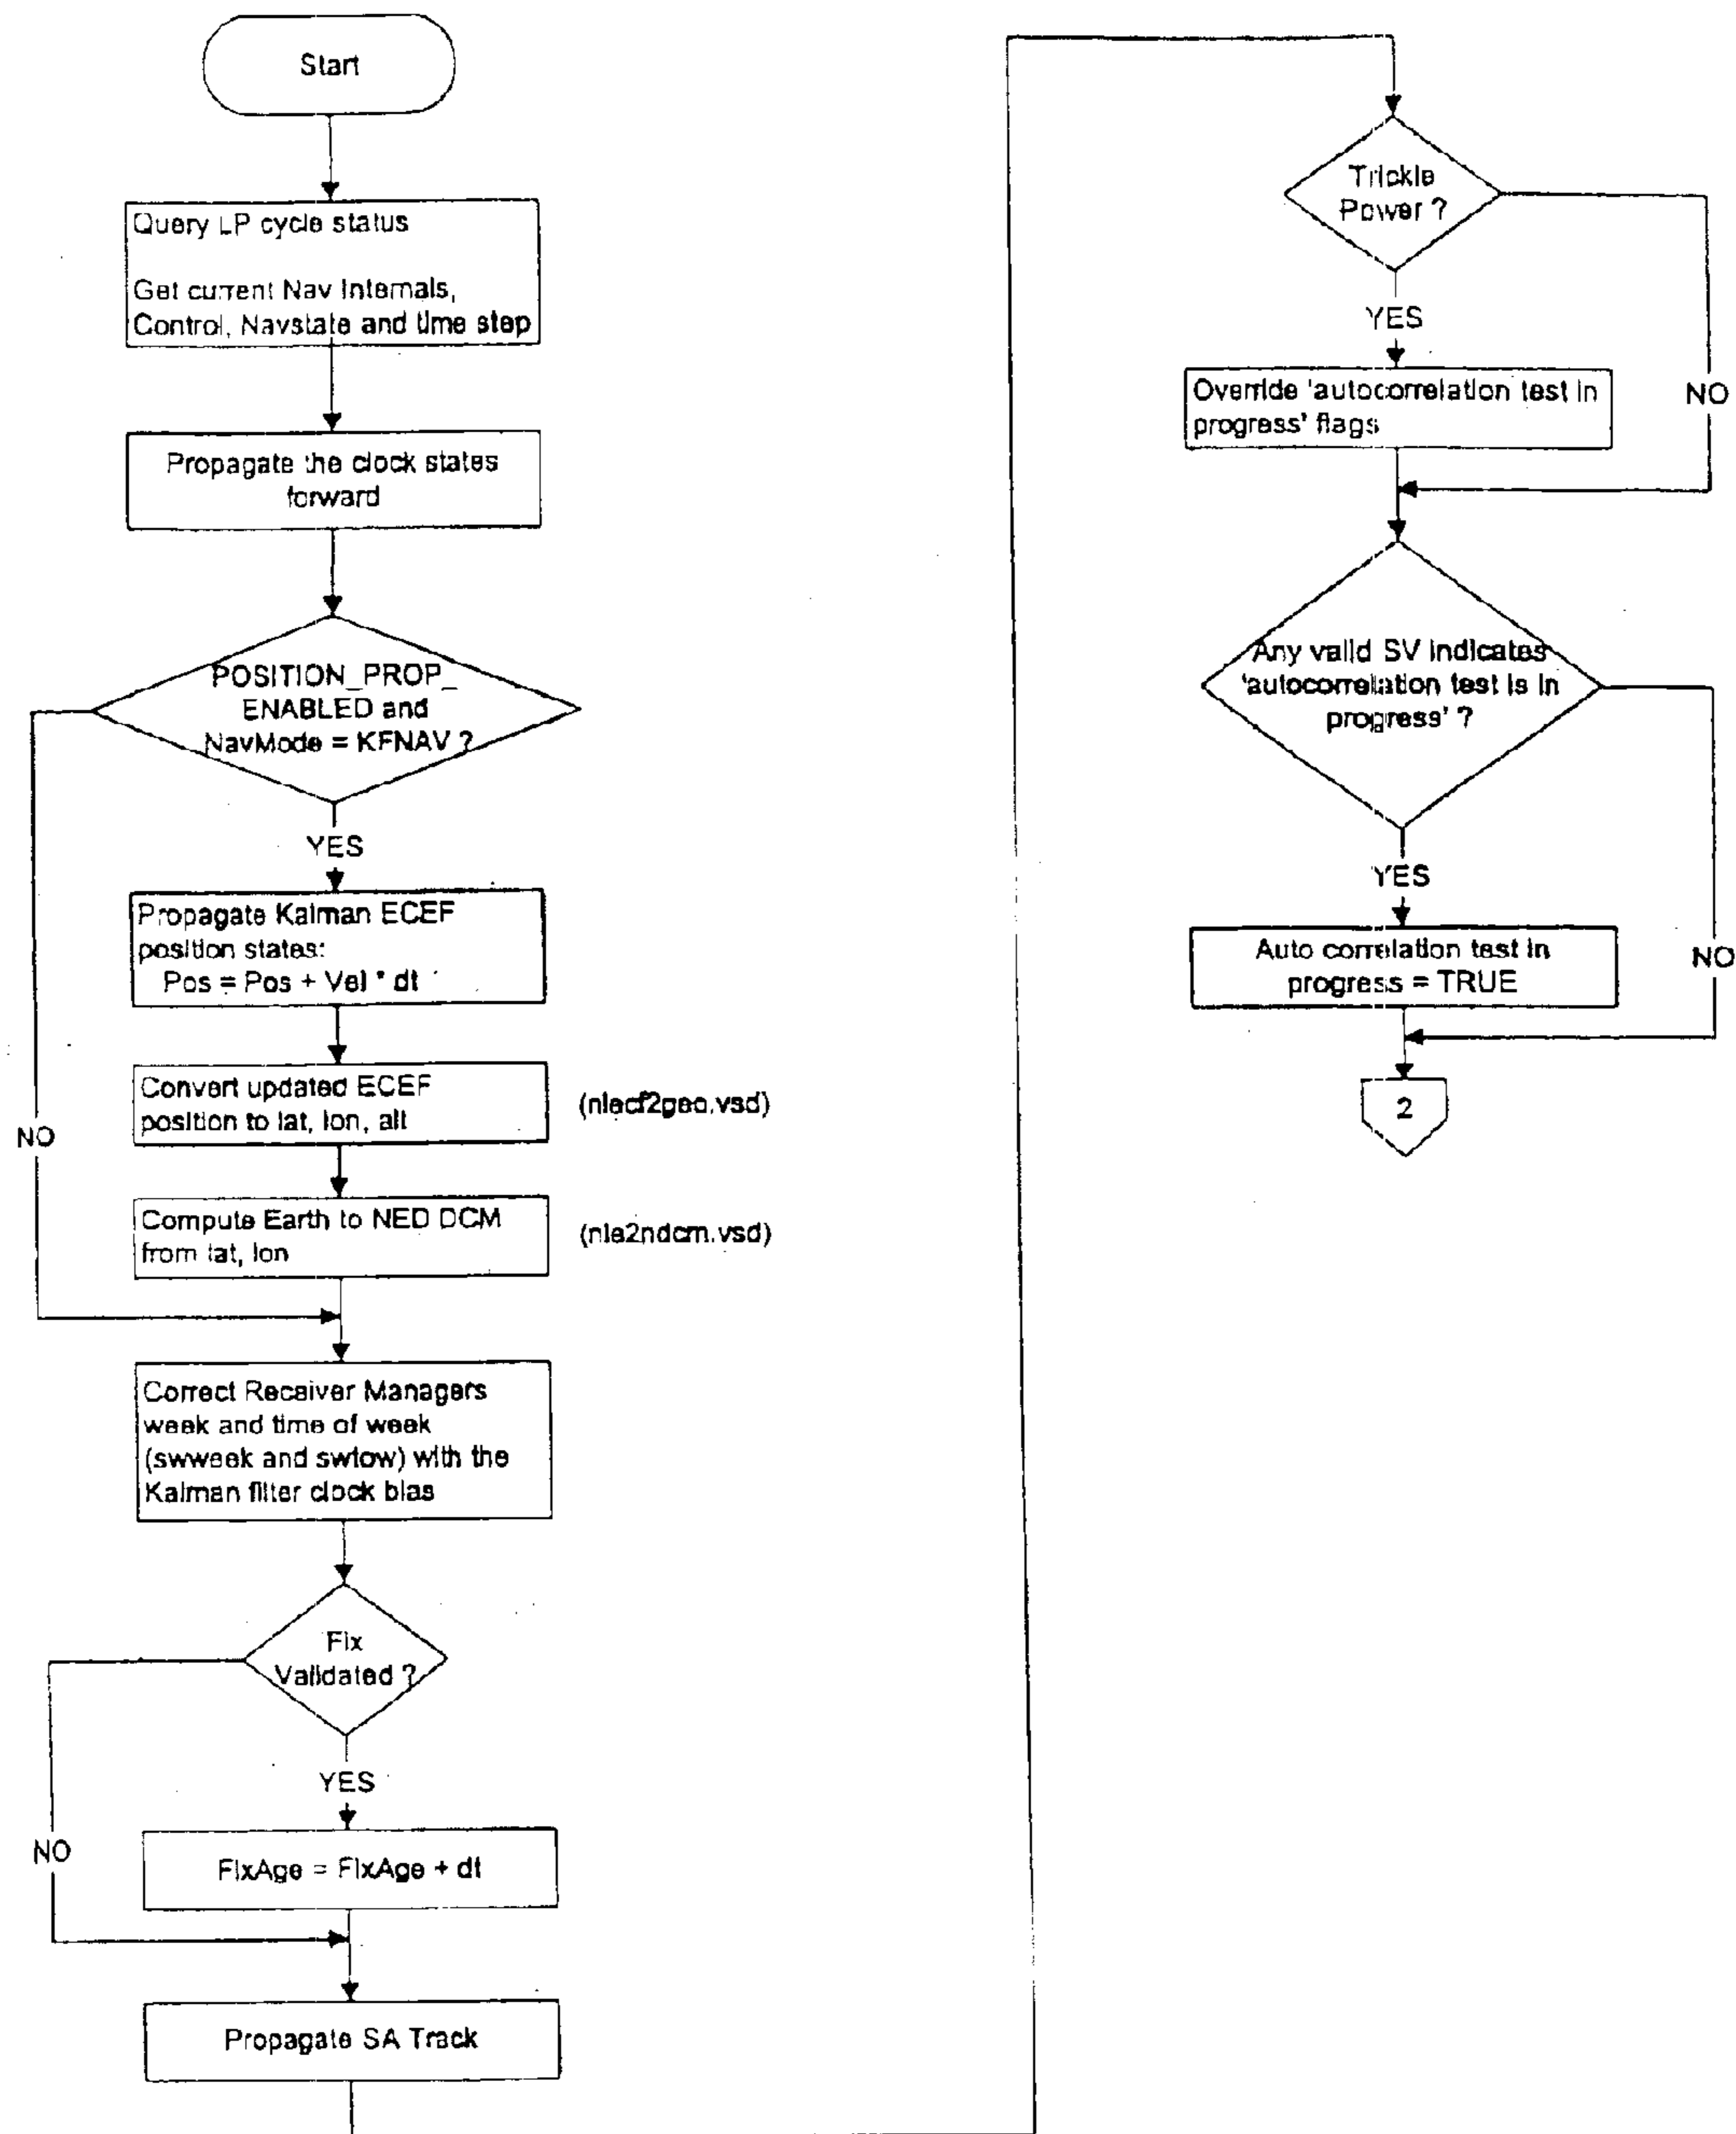 Start
Query LP cycle status
Get current Nav Internals,
Control, Navstate and time step
Propagate the clock states
forward
POSITION_PROP_
ENABLED and
NavMode = KFNAV ?
YES
NO
Propagate Kalman ECEF
position states:
Pos = Pos + Vel * dt
Convert updated ECEF
position to lat, lon, alt
(nlecf2geo.vsd)
Compute Earth to NED DCM
from lat, lon
(nle2ndcm.vsd)
Correct Receiver Managers
week and time of week
(swweek and swtow) with the
Kalman filter clock bias
Fix
Validated ?
YES
NO
FixAge = FixAge + dt
Propagate SA Track
Trickle
Power ?
YES
NO
Override 'autocorrelation test in
progress' flags
Any valid SV indicates
'autocorrelation test is in
progress' ?
YES
NO
Auto correlation test in
progress = TRUE
2